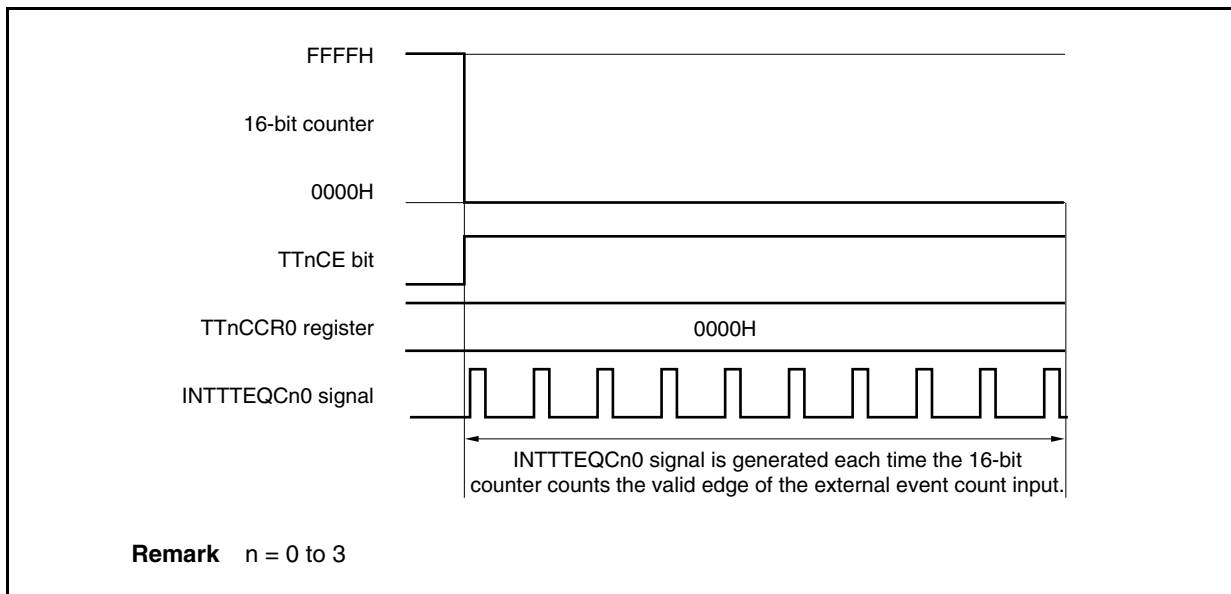 FFFFH
16-bit counter
0000H
TTnCE bit
TTnCCR0 register
0000H
INTTTEQCn0 signal
INTTTEQCn0 signal is generated each time the 16-bit
counter counts the valid edge of the external event count input.
Remark n = 0 to 3